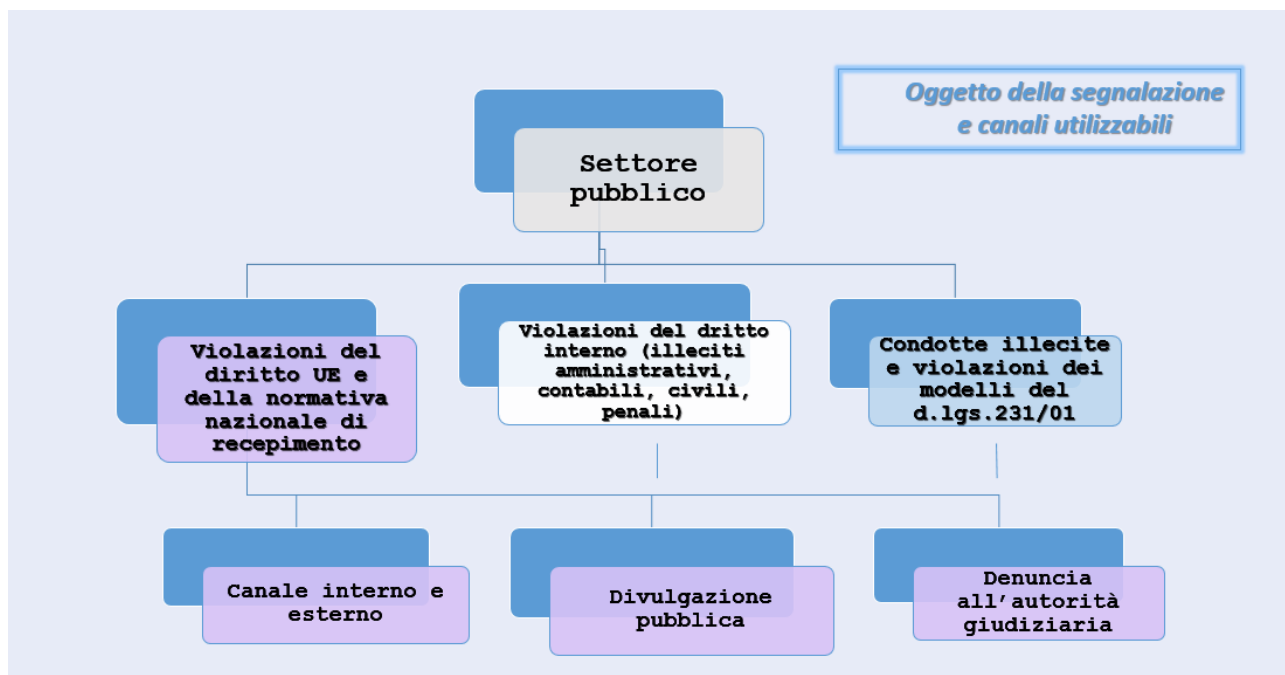 Oggetto della segnalazione
e canali utilizzabili
Settore
pubblico
Violazioni del
diritto UE e
della normativa
nazionale di
recepimento
Violazioni del dritto
interno (illeciti
amministrativi,
contabili, civili,
penali)
Condotte illecite
e violazioni dei
modelli del
d.lgs.231/01
Canale interno e
esterno
Divulgazione
pubblica
Denuncia
all’autorità
giudiziaria